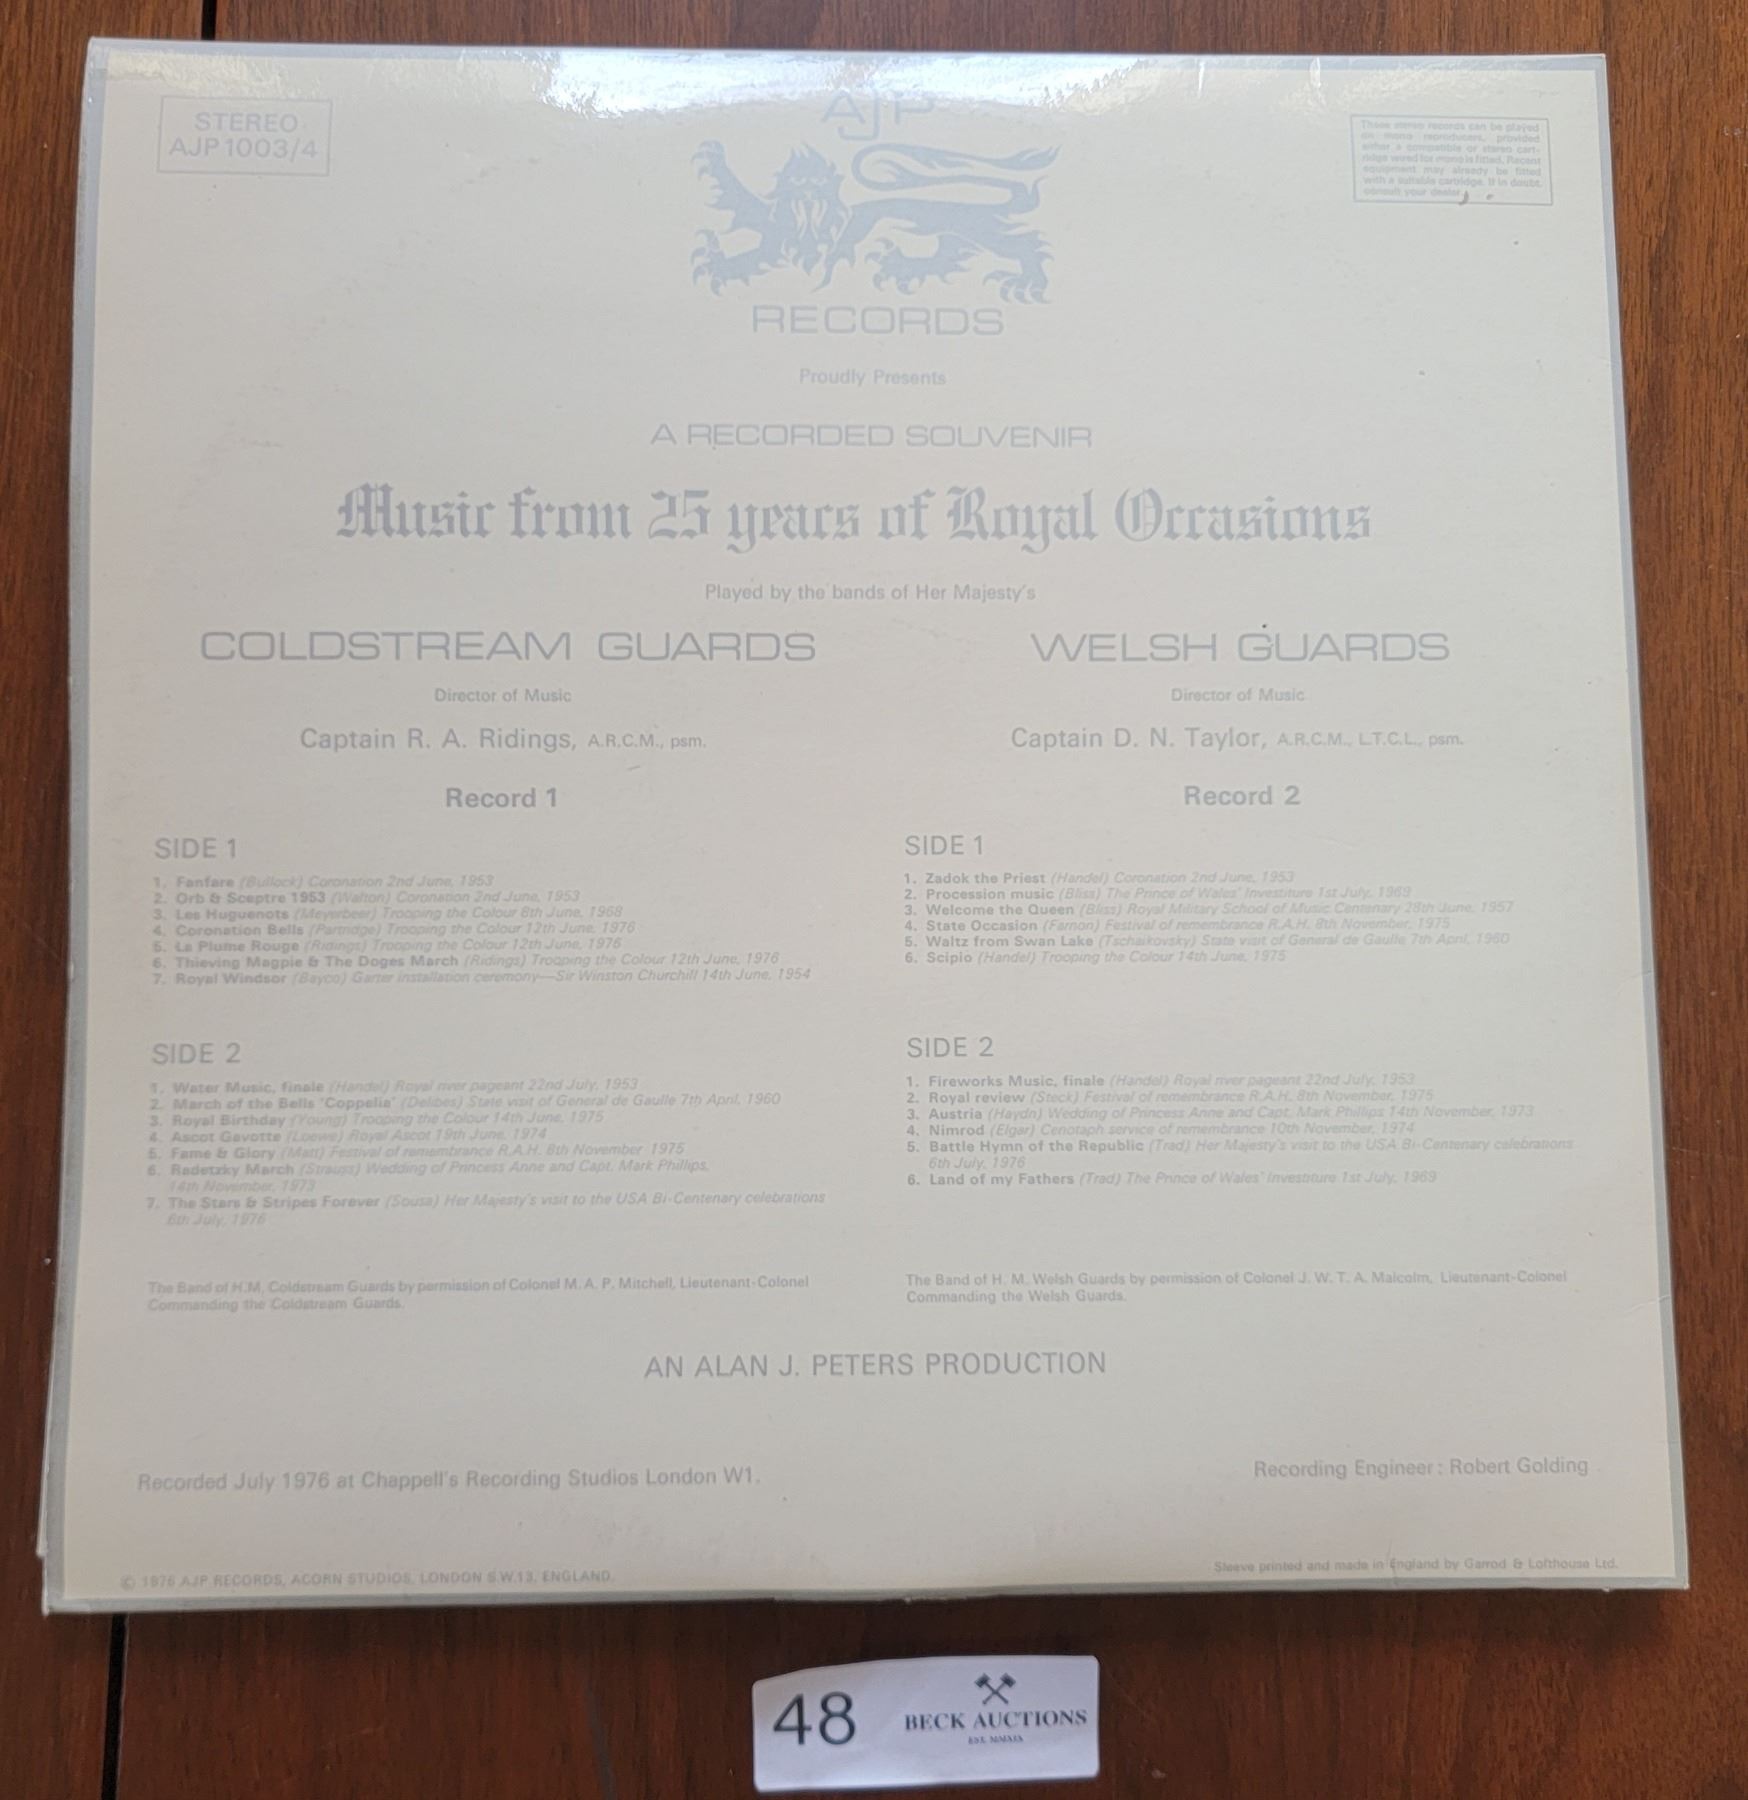 STEREO
AJP 1003/4
AJP
RECORDS
These stereo records can be played
on mono reproducers, provided
either a compatible or stereo cart-
ridge wired for mono is fitted. Recent
equipment may already be fitted
with a suitable cartridge. If in doubt,
consult your dealer.
Proudly Presents
A RECORDED SOUVENIR
Music from 25 years of Royal Occasions
Played by the bands of Her Majesty's
COLDSTREAM GUARDS
Director of Music
Captain R. A. Ridings, A.R.C.M., psm.
Record 1
SIDE 1
1. Fanfare (Bullock) Coronation 2nd June, 1953
2. Orb & Sceptre 1953 (Walton) Coronation 2nd June, 1953
3. Les Huguenots (Meyerbeer) Trooping the Colour 8th June, 1968
4. Coronation Bells (Partridge) Trooping the Colour 12th June, 1976
5. La Plume Rouge (Ridings) Trooping the Colour 12th June, 1976
6. Thieving Magpie & The Doges March (Ridings) Trooping the Colour 12th June, 1976
7. Royal Windsor (Bayco) Garter installation ceremony—Sir Winston Churchill 14th June, 1954
SIDE 2
1. Water Music, finale (Handel) Royal river pageant 22nd July, 1953
2. March of the Bells 'Coppelia' (Delibes) State visit of General de Gaulle 7th April, 1960
3. Royal Birthday (Young) Trooping the Colour 14th June, 1975
4. Ascot Gavotte (Loewe) Royal Ascot 19th June, 1974
5. Fame & Glory (Matt) Festival of remembrance R.A.H. 8th November 1975
6. Radetzky March (Strauss) Wedding of Princess Anne and Capt. Mark Phillips,
14th November, 1973
7. The Stars & Stripes Forever (Sousa) Her Majesty's visit to the USA Bi-Centenary celebrations
6th July, 1976
The Band of H.M. Coldstream Guards by permission of Colonel M. A. P. Mitchell, Lieutenant-Colonel
Commanding the Coldstream Guards.
WELSH GUARDS
Director of Music
Captain D. N. Taylor, A.R.C.M., L.T.C.L., psm.
Record 2
SIDE 1
1. Zadok the Priest (Handel) Coronation 2nd June, 1953
2. Procession music (Bliss) The Prince of Wales' Investiture 1st July, 1969
3. Welcome the Queen (Bliss) Royal Military School of Music Centenary 28th June, 1957
4. State Occasion (Farnon) Festival of remembrance R.A.H. 8th November, 1975
5. Waltz from Swan Lake (Tschaikovsky) State visit of General de Gaulle 7th April, 1960
6. Scipio (Handel) Trooping the Colour 14th June, 1975
SIDE 2
1. Fireworks Music, finale (Handel) Royal river pageant 22nd July, 1953
2. Royal review (Steck) Festival of remembrance R.A.H. 8th November, 1975
3. Austria (Haydn) Wedding of Princess Anne and Capt. Mark Phillips 14th November, 1973
4. Nimrod (Elgar) Cenotaph service of remembrance 10th November, 1974
5. Battle Hymn of the Republic (Trad) Her Majesty's visit to the USA Bi-Centenary celebrations
6th July, 1976
6. Land of my Fathers (Trad) The Prince of Wales' Investiture 1st July, 1969
The Band of H. M. Welsh Guards by permission of Colonel J. W. T. A. Malcolm, Lieutenant-Colonel
Commanding the Welsh Guards.
AN ALAN J. PETERS PRODUCTION
Recorded July 1976 at Chappell's Recording Studios London W1.
Recording Engineer: Robert Golding
© 1976 AJP RECORDS, ACORN STUDIOS, LONDON S.W.13, ENGLAND.
Sleeve printed and made in England by Garrod & Lofthouse Ltd.
48
BECK AUCTIONS
EST. MMXIX